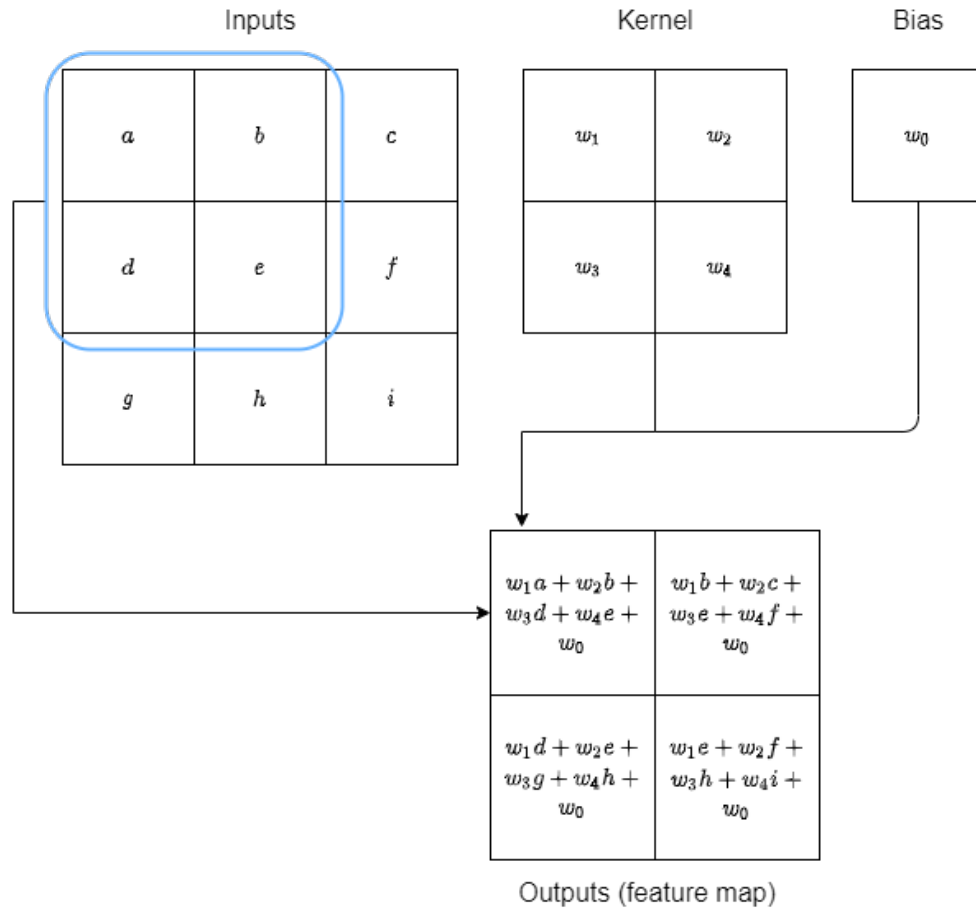 Inputs
Kernel
Bias
a b c
w₁ w₂
w₀
d e f
w₃ w₄
g h i
w₁a + w₂b +
w₃d + w₄e +
w₀
w₁b + w₂c +
w₃e + w₄f +
w₀
w₁d + w₂e +
w₃g + w₄h +
w₀
w₁e + w₂f +
w₃h + w₄i +
w₀
Outputs (feature map)